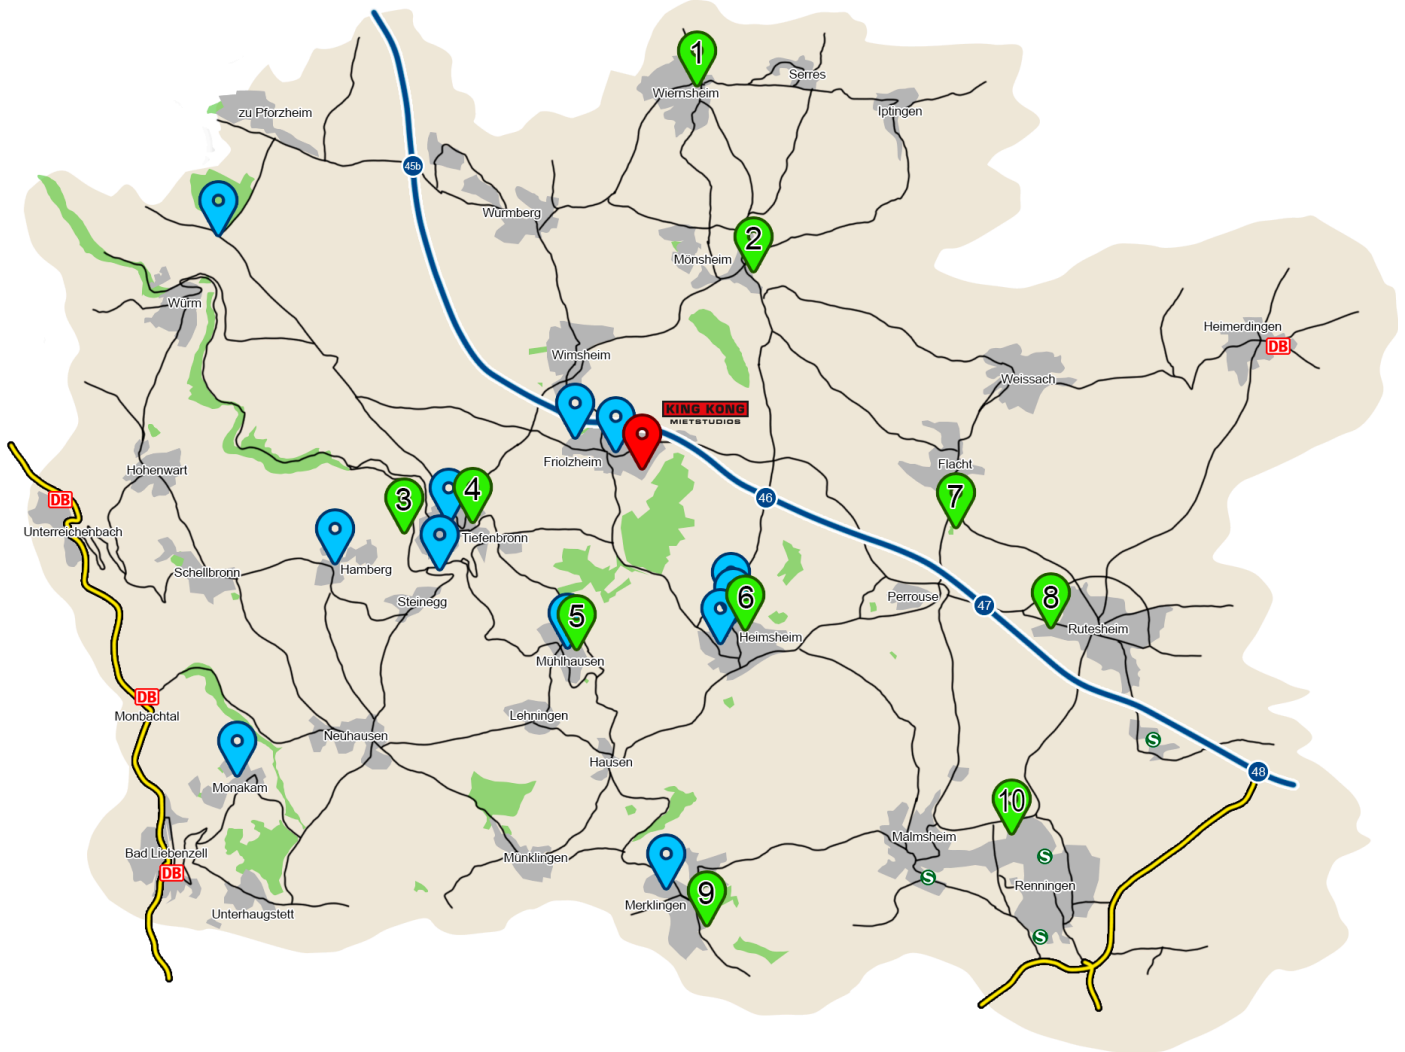 1
Serres
Wiernsheim
Iptingen
zu Pforzheim
45b
Wurmberg
2
Mönsheim
Würm
Heimerdingen
DB
Wimsheim
Weissach
KING KONG
MIETSTUDIOS
Friolzheim
Flacht
Hohenwart
DB
3
4
7
46
Unterreichenbach
Tiefenbronn
Hamberg
Schellbronn
Steinegg
Perrouse
6
8
47
5
Heimsheim
Rutesheim
Mühlhausen
DB
Monbachtal
Lehningen
Neuhausen
S
Hausen
48
Monakam
10
Malmsheim
Bad Liebenzell
DB
Münklingen
S
S
Renningen
9
Merklingen
Unterhaugstett
S